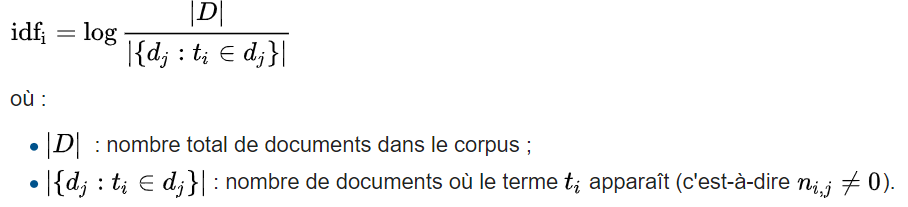 idf_i = log |D| / |{d_j : t_i ∈ d_j}|
où :
• |D| : nombre total de documents dans le corpus ;
• |{d_j : t_i ∈ d_j}| : nombre de documents où le terme t_i apparaît (c'est-à-dire n_{i,j} ≠ 0).